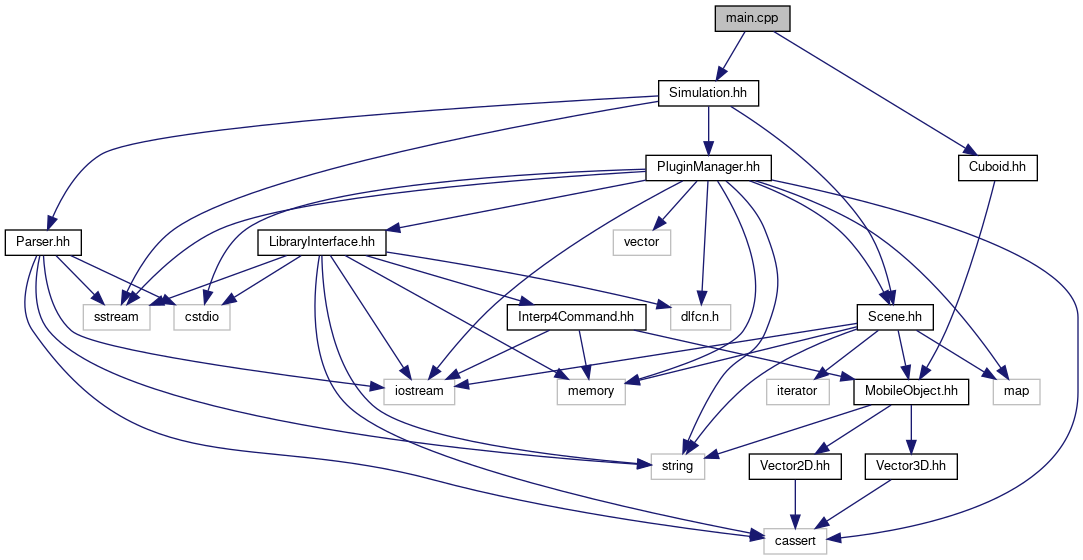 main.cpp
Simulation.hh
PluginManager.hh
Cuboid.hh
Parser.hh
LibraryInterface.hh
vector
sstream
cstdio
Interp4Command.hh
dlfcn.h
Scene.hh
iostream
memory
iterator
MobileObject.hh
map
string
Vector2D.hh
Vector3D.hh
cassert